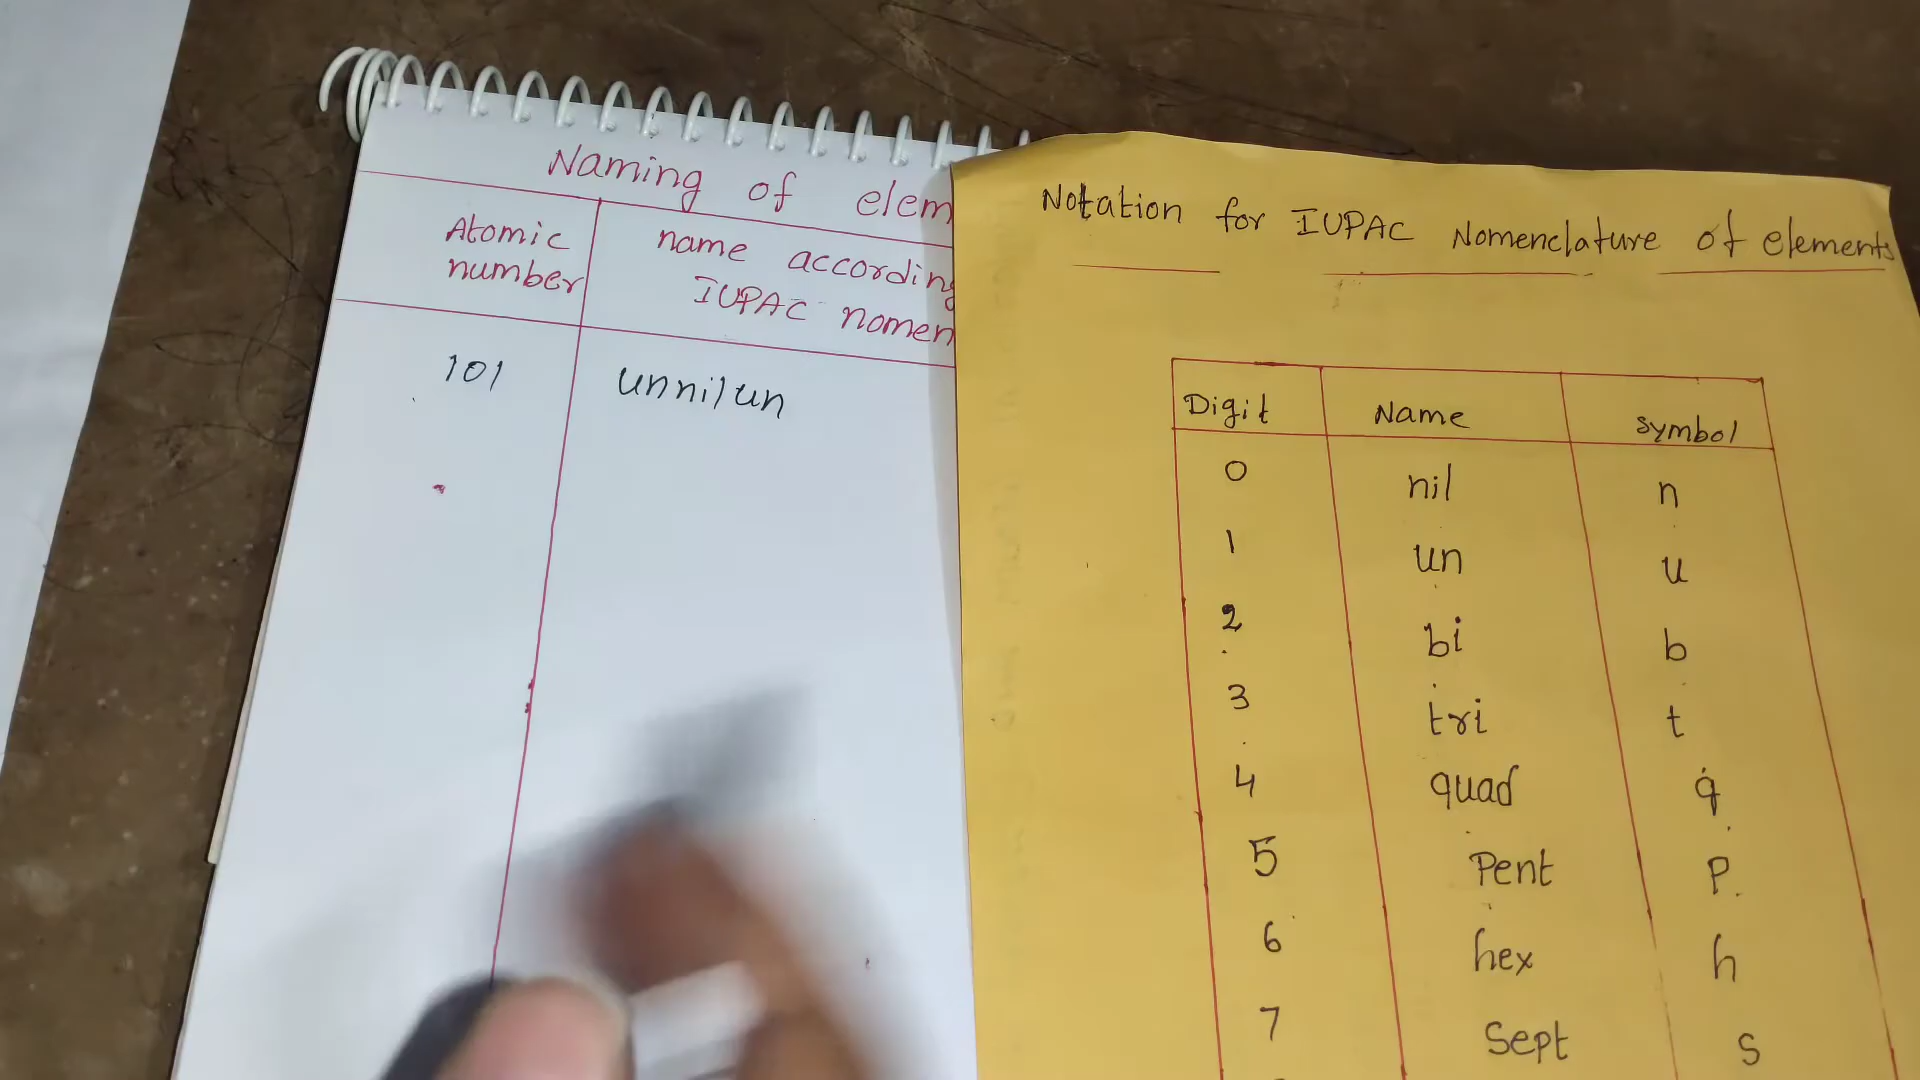 Naming of elem
Atomic number
name according
IUPAC nomen
101 unnilun
Notation for IUPAC Nomenclature of elements
Digit Name Symbol
0 nil n
1 un u
2 bi b
3 tri t
4 quad q
5 Pent P
6 hex h
7 Sept S